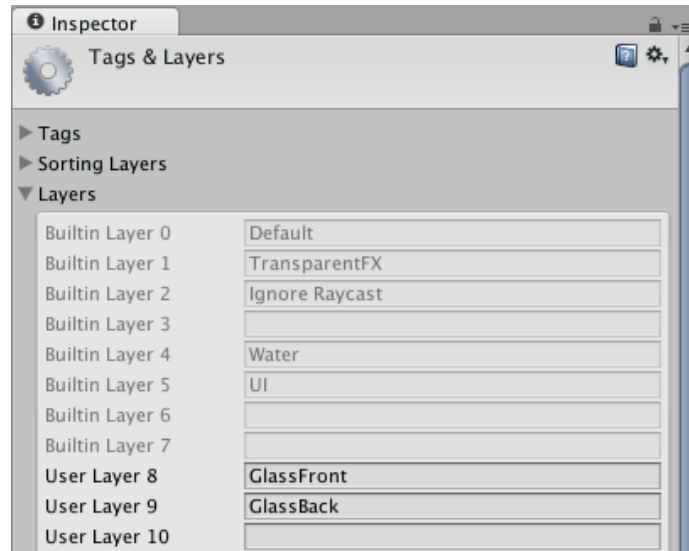 Inspector
Tags & Layers
Tags
Sorting Layers
Layers
Builtin Layer 0 Default
Builtin Layer 1 TransparentFX
Builtin Layer 2 Ignore Raycast
Builtin Layer 3
Builtin Layer 4 Water
Builtin Layer 5 UI
Builtin Layer 6
Builtin Layer 7
User Layer 8 GlassFront
User Layer 9 GlassBack
User Layer 10